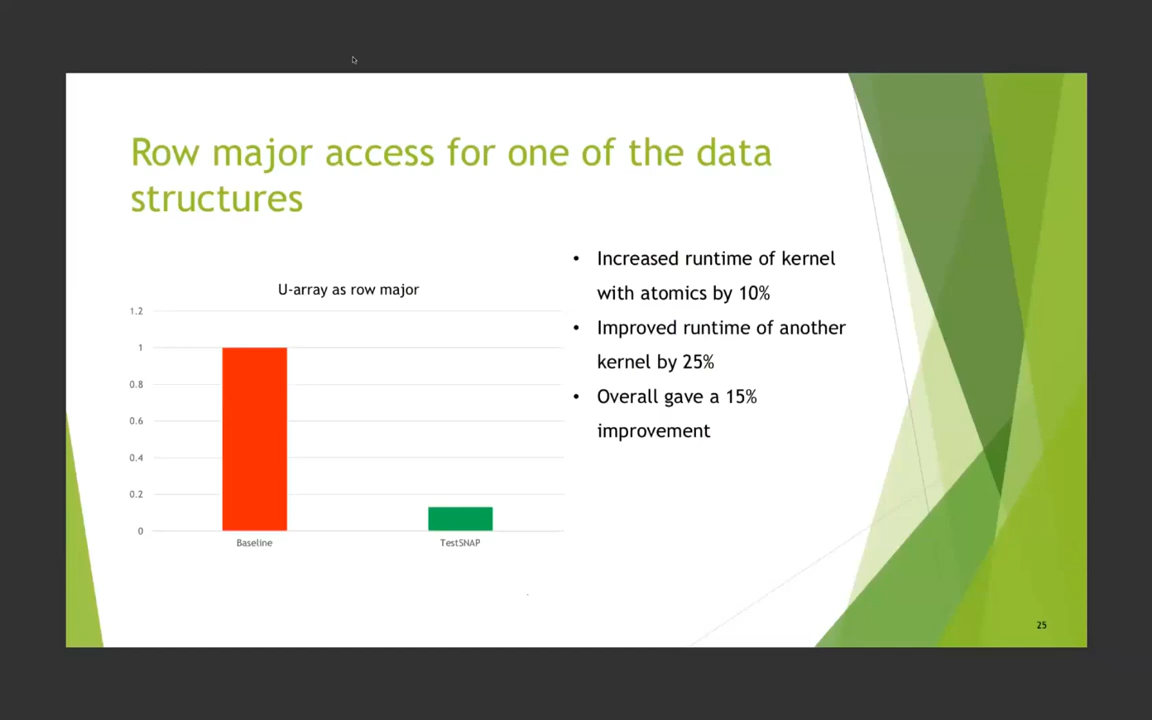 Row major access for one of the data
structures
U-array as row major
1.2
1
0.8
0.6
0.4
0.2
0
Baseline
TestSNAP
• Increased runtime of kernel
with atomics by 10%
• Improved runtime of another
kernel by 25%
• Overall gave a 15%
improvement
25